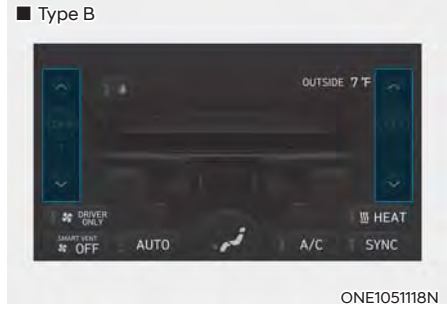 ■ Type B
OUTSIDE 7°F
DRIVER ONLY
HEAT
SMART VENT OFF
AUTO
A/C
SYNC
ONE1051118N